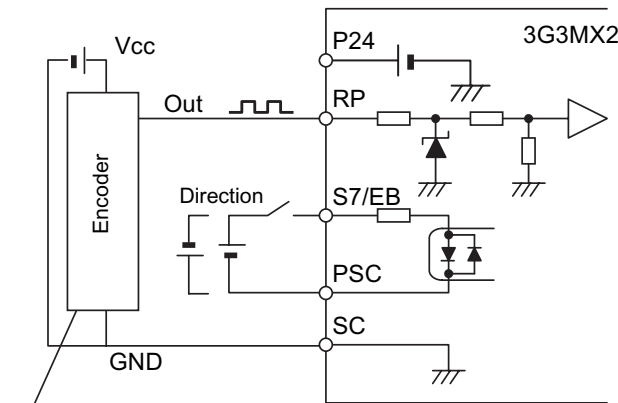 3G3MX2
Vcc
P24
Out
RP
Encoder
Direction
S7/EB
PSC
SC
GND